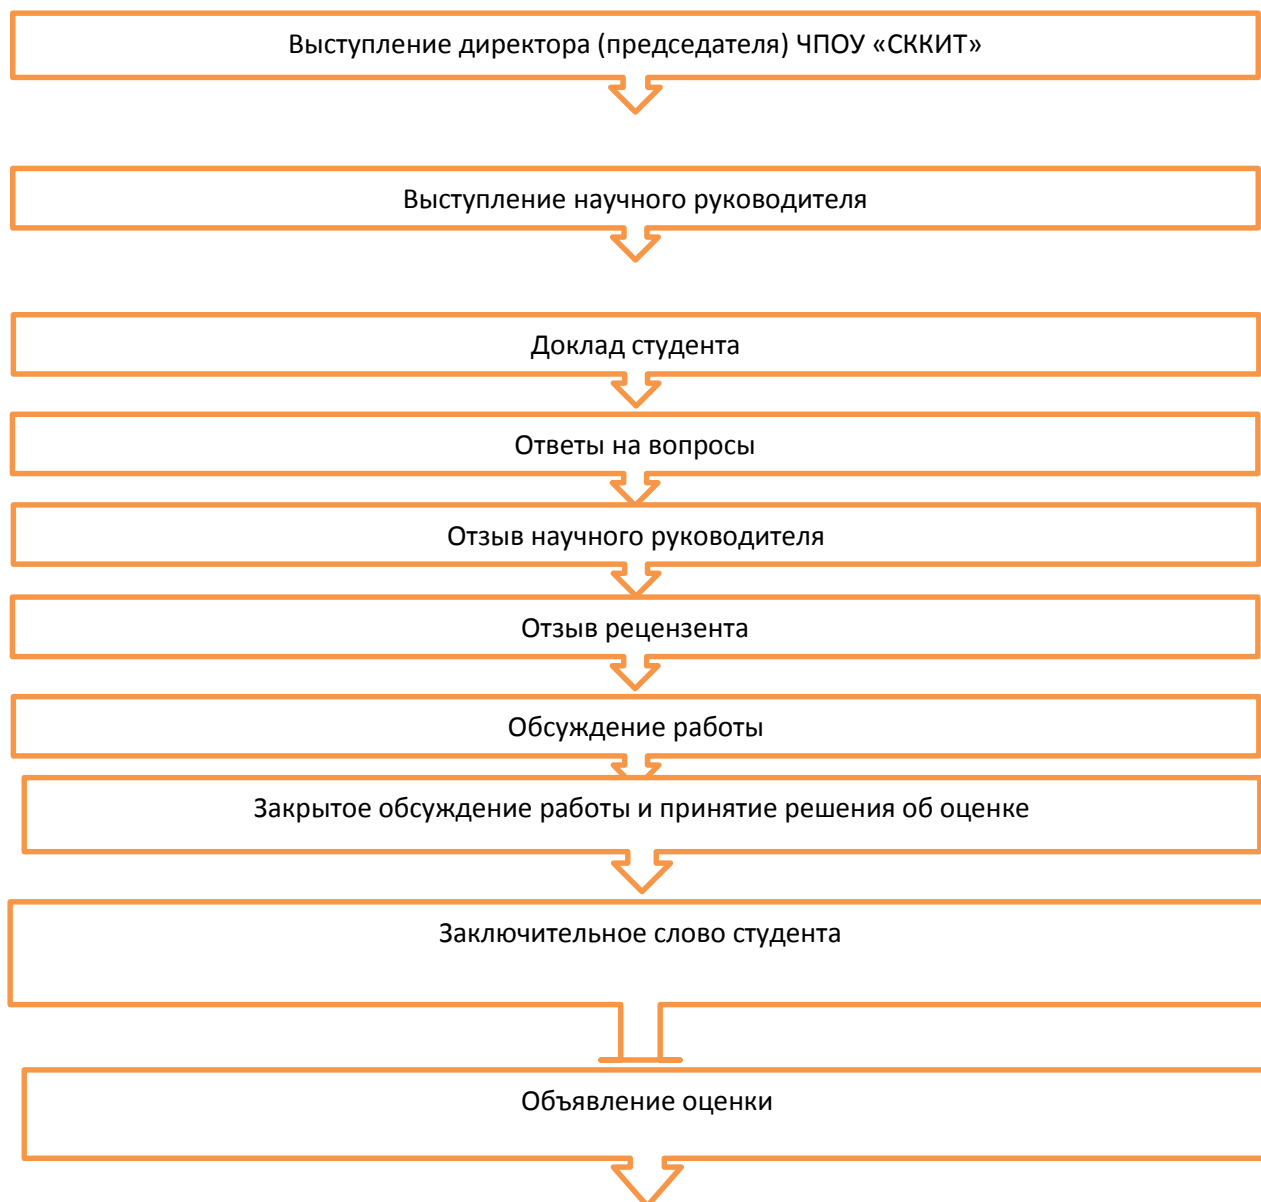 Выступление директора (председателя) ЧПОУ «СККИТ»
Выступление научного руководителя
Доклад студента
Ответы на вопросы
Отзыв научного руководителя
Отзыв рецензента
Обсуждение работы
Закрытое обсуждение работы и принятие решения об оценке
Заключительное слово студента
Объявление оценки